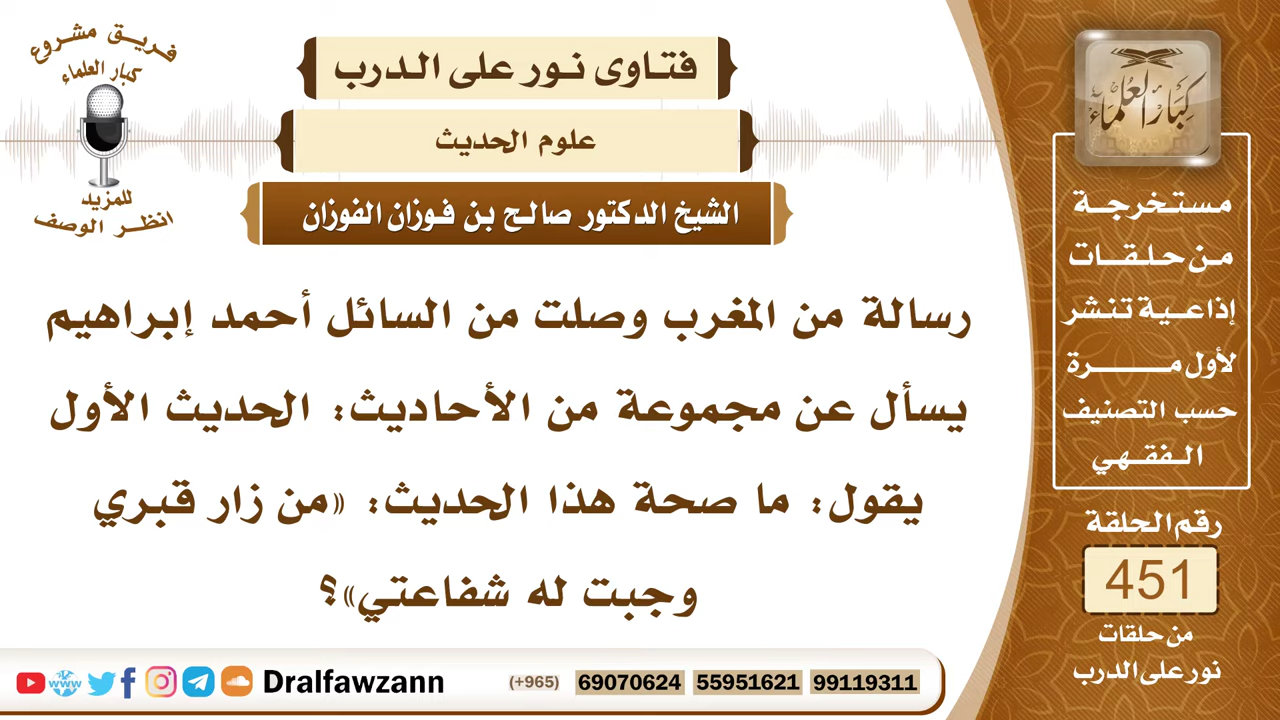 فريق مشروع
كبار العلماء
للمزيد
انظر الوصف
فتاوى نور على الدرب
علوم الحديث
الشيخ الدكتور صالح بن فوزان الفوزان
رسالة من المغرب وصلت من السائل أحمد إبراهيم
يسأل عن مجموعة من الأحاديث: الحديث الأول
يقول: ما صحة هذا الحديث: «من زار قبري
وجبت له شفاعتي»؟
كبار العلماء
مستخرجة
من حلقات
إذاعية تنشر
لأول مرة
حسب التصنيف
الفقهي
رقم الحلقة
451
من حلقات
نور على الدرب
www Dralfawzann (+965) 69070624 55951621 99119311